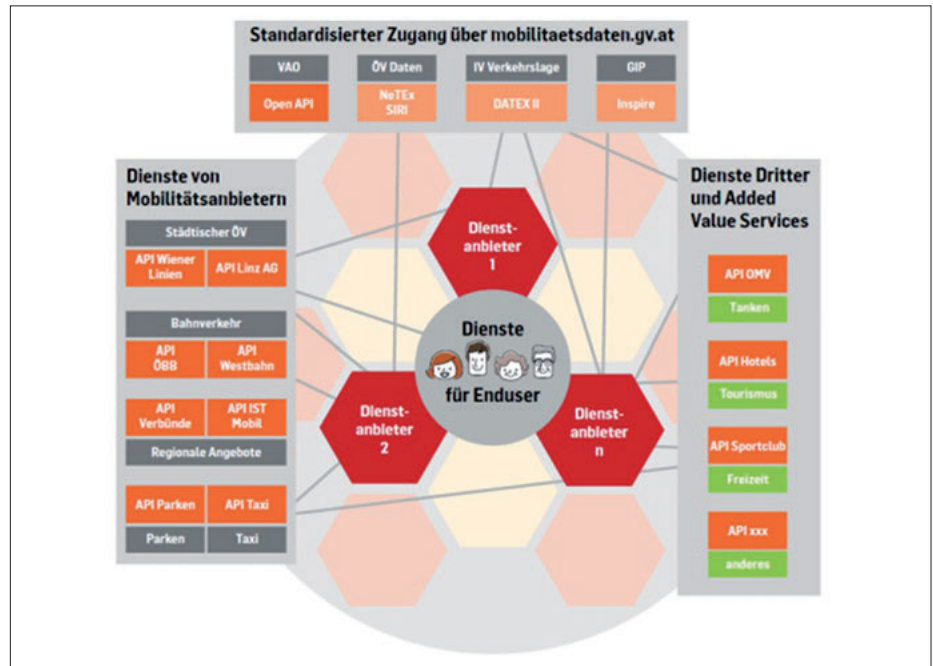 Standardisierter Zugang über mobilitaetsdaten.gv.at
VAO
ÖV Daten
IV Verkehrslage
GIP
Open API
NeTEx
SIRI
DATEX II
Inspire
Dienste von
Mobilitätsanbietern
Städtischer ÖV
API Wiener
Linien
API Linz AG
Bahnverkehr
API
ÖBB
API
Westbahn
API
Verbünde
API IST
Mobil
Regionale Angebote
API Parken
API Taxi
Parken
Taxi
Dienst-
anbieter
1
Dienste
für Enduser
Dienst-
anbieter
2
Dienst-
anbieter
n
Dienste Dritter
und Added
Value Services
API OMV
Tanken
API Hotels
Tourismus
API Sportclub
Freizeit
API xxx
anderes